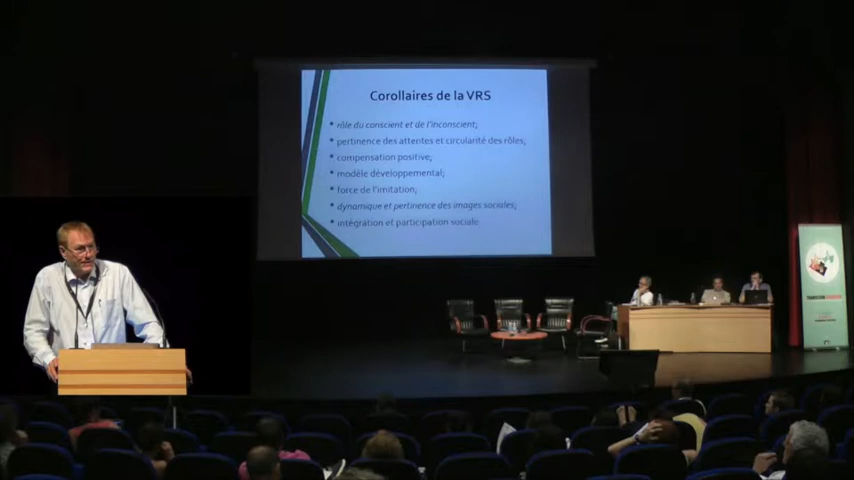 Corollaires de la VRS
* rôle du conscient et de l'inconscient;
* pertinence des attentes et circularité des rôles;
* compensation positive;
* modèle développemental;
* force de l'imitation;
* dynamique et pertinence des images sociales;
* intégration et participation sociale